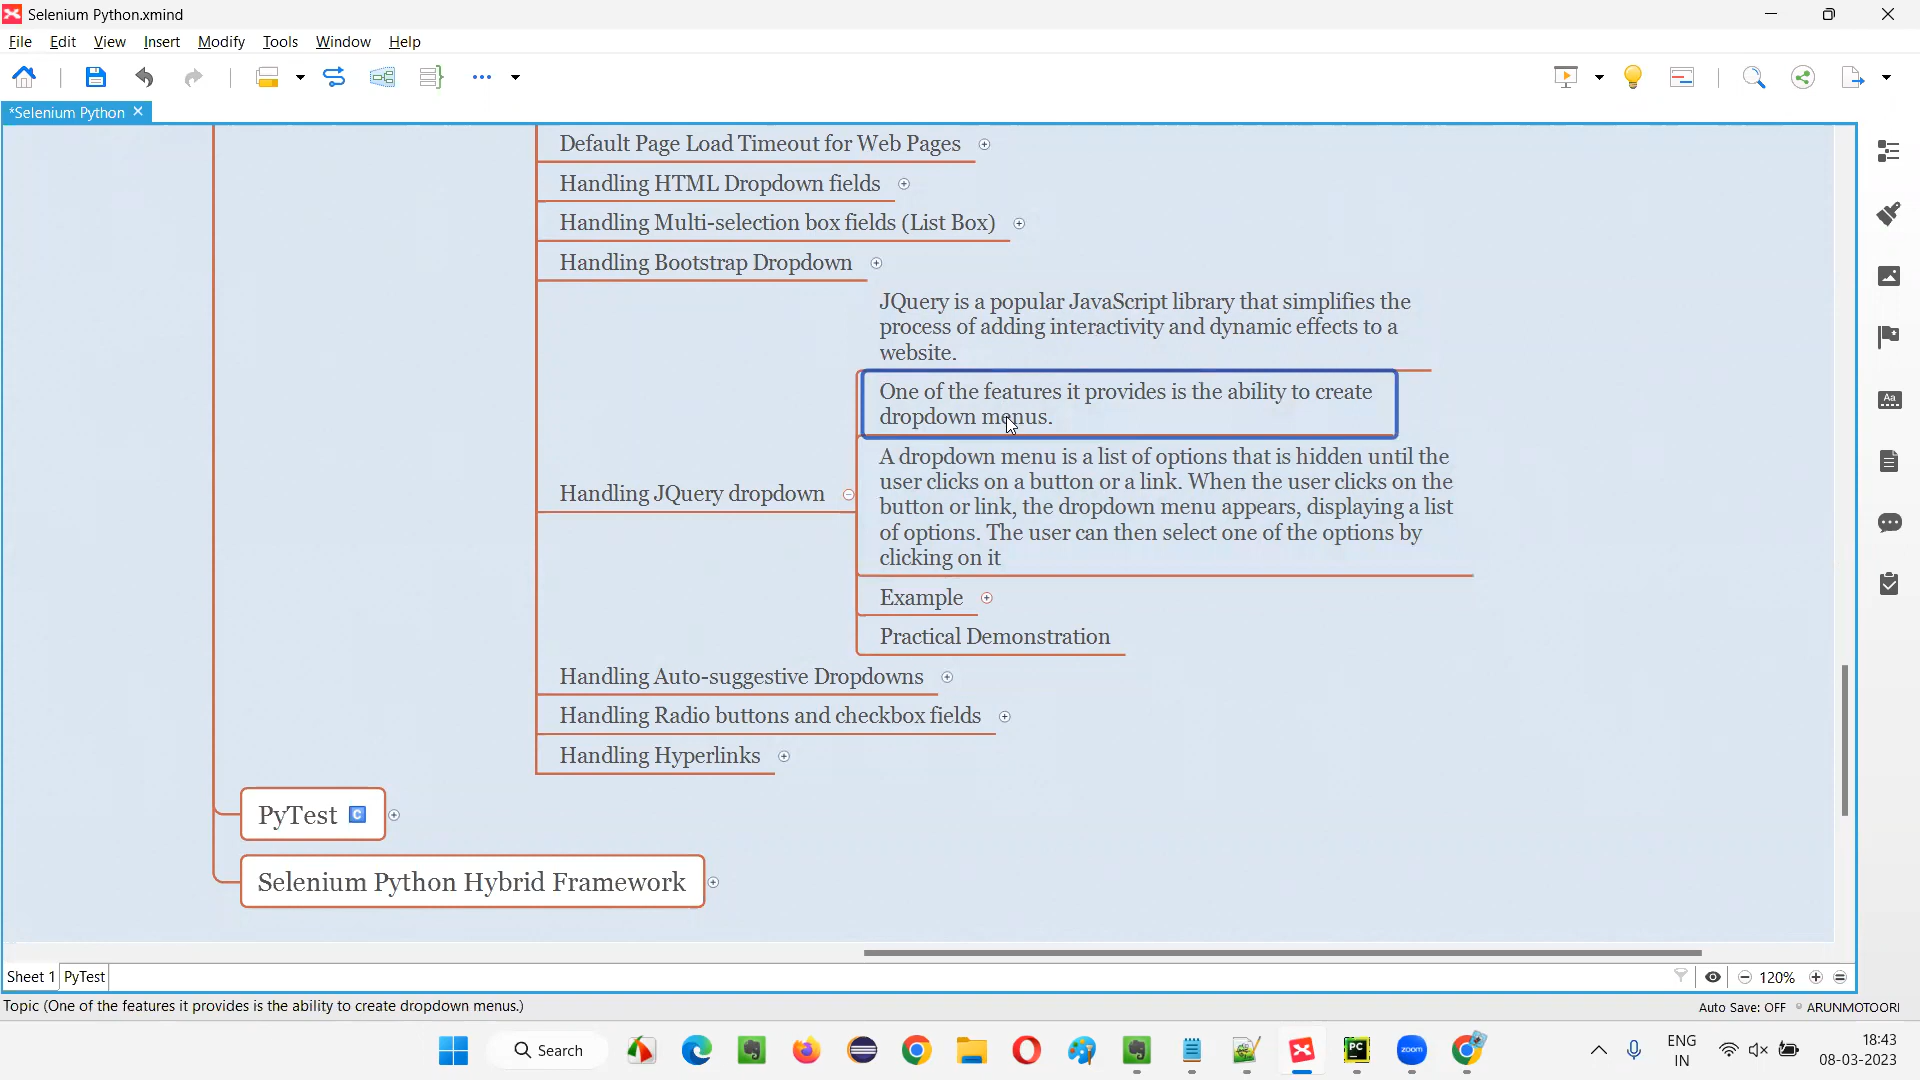 Selenium Python.xmind
File Edit View Insert Modify Tools Window Help
*Selenium Python
Default Page Load Timeout for Web Pages
Handling HTML Dropdown fields
Handling Multi-selection box fields (List Box)
Handling Bootstrap Dropdown
JQuery is a popular JavaScript library that simplifies the
process of adding interactivity and dynamic effects to a
website.
One of the features it provides is the ability to create
dropdown menus.
A dropdown menu is a list of options that is hidden until the
user clicks on a button or a link. When the user clicks on the
button or link, the dropdown menu appears, displaying a list
of options. The user can then select one of the options by
clicking on it
Handling JQuery dropdown
Example
Practical Demonstration
Handling Auto-suggestive Dropdowns
Handling Radio buttons and checkbox fields
Handling Hyperlinks
PyTest C
Selenium Python Hybrid Framework
Aa
Sheet 1 PyTest
120%
Topic (One of the features it provides is the ability to create dropdown menus.)
Auto Save: OFF ARUNMOTOORI
Search
PC
zoom
ENG
IN
18:43
08-03-2023